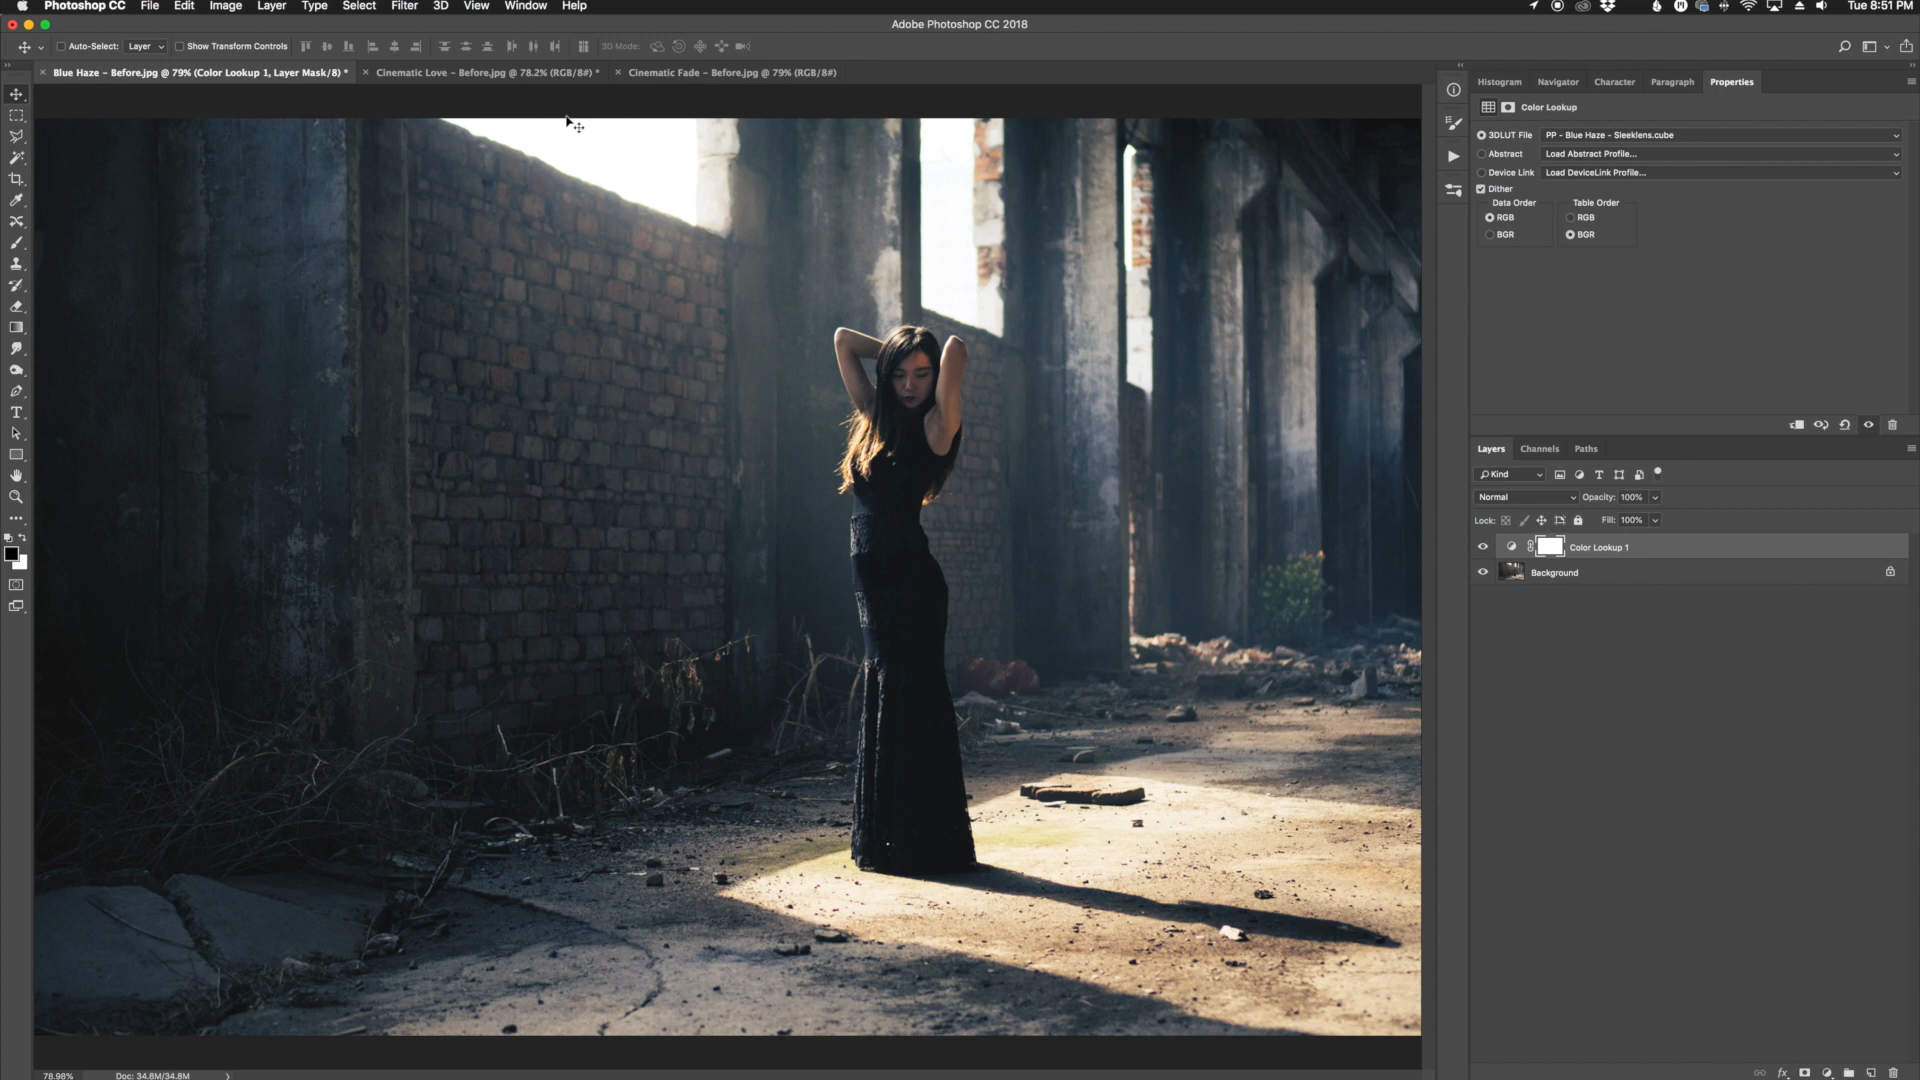 Photoshop CC File Edit Image Layer Type Select Filter 3D View Window Help Tue 8:51 PM
Adobe Photoshop CC 2018
Auto-Select: Layer Show Transform Controls 3D Mode:
Blue Haze - Before.jpg @ 79% (Color Lookup 1, Layer Mask/8) * Cinematic Love - Before.jpg @ 78.2% (RGB/8#) * Cinematic Fade - Before.jpg @ 79% (RGB/8#)
Histogram Navigator Character Paragraph Properties
Color Lookup
3DLUT File PP - Blue Haze - Sleeklens.cube
Abstract Load Abstract Profile...
Device Link Load DeviceLink Profile...
Dither
Data Order Table Order
RGB RGB
BGR BGR
Layers Channels Paths
Kind
Normal Opacity: 100%
Lock: Fill: 100%
Color Lookup 1
Background
78.98% Doc: 34.8M/34.8M
fx